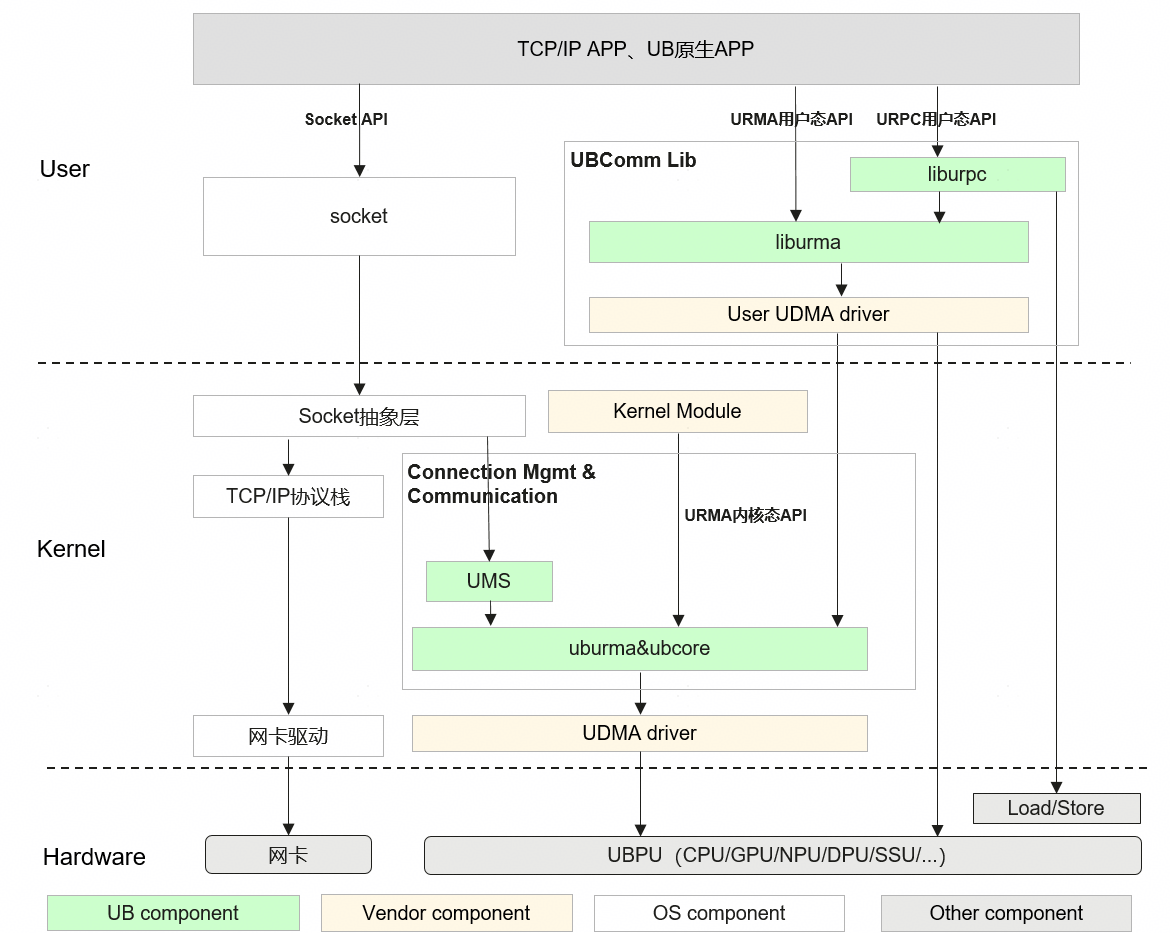 TCP/IP APP、UB原生APP
Socket API
URMA用户态API
URPC用户态API
User
UBComm Lib
liburpc
socket
liburma
User UDMA driver
Socket抽象层
Kernel Module
Connection Mgmt &
Communication
TCP/IP协议栈
URMA内核态API
Kernel
UMS
uburma&ubcore
网卡驱动
UDMA driver
Load/Store
Hardware
网卡
UBPU（CPU/GPU/NPU/DPU/SSU/...）
UB component
Vendor component
OS component
Other component